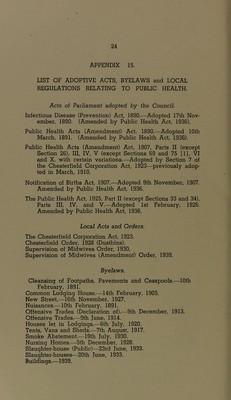 24
APPENDIX 15.
LIST OF ADOPTIVE ACTS, BYELAWS and LOCAL
REGULATIONS RELATING TO PUBLIC HEALTH.
Acts of Parliament adopted by the Council.
Infectious Disease (Prevention) Act, 1890.—Adopted 17th Nov-
ember, 1890. (Amended by Public Health Act, 1936).
Public Health Acts (Amendment) Act, 1890.—Adopted 10th
March, 1891. (Amended by Public Health Act, 1936).
Public Health Acts (Amendment) Act, 1907, Parts II (except
Section 26), III, IV, V (except Sections 69 and 75 [1], VI
and X, with certain variations.—Adopted by Section 7 of
the Chesterfield Corporation Act, 1923—previously adop-
ted in March, 1910.
Notification of Births Act, 1907.—Adopted 9th November, 1907.
Amended by Public Health Act, 1936.
The Public Health Act, 1925, Part II (except Sections 33 and 34),
Parts III, IV and V.—Adopted 1st February, 1926.
Amended by Public Health Act, 1936.
Local Acts and Orders.
The Chesterfield Corporation Act, 1923.
Chesterfield Order, 1928 (Dustbins).
Supervision of Midwives Order, 1930.
Supervision of Midwives (Amendment) Order, 1939.
Byelaws.
Cleansing of Footpaths, Pavements and Cesspools.—10th
February, 1891.
Common Lodging House.—14th February, 1905.
New Street.—16th November, 1927.
Nuisances.—10th February, 1891.
Offensive Trades (Declaration of).—9th December, 1913.
Offensive Trades.—9th June, 1914.
Houses let in Lodgings.—6th July, 1920.
Tents, Vans and Sheds.—7th August, 1917.
Smoke Abatement.—19th July, 1930.
Nursing Homes.—5th December, 1928.
Slaughter-house (Public)—23rd June, 1933.
Slaughter-houses—20th June, 1933.
Buildings.—1939.